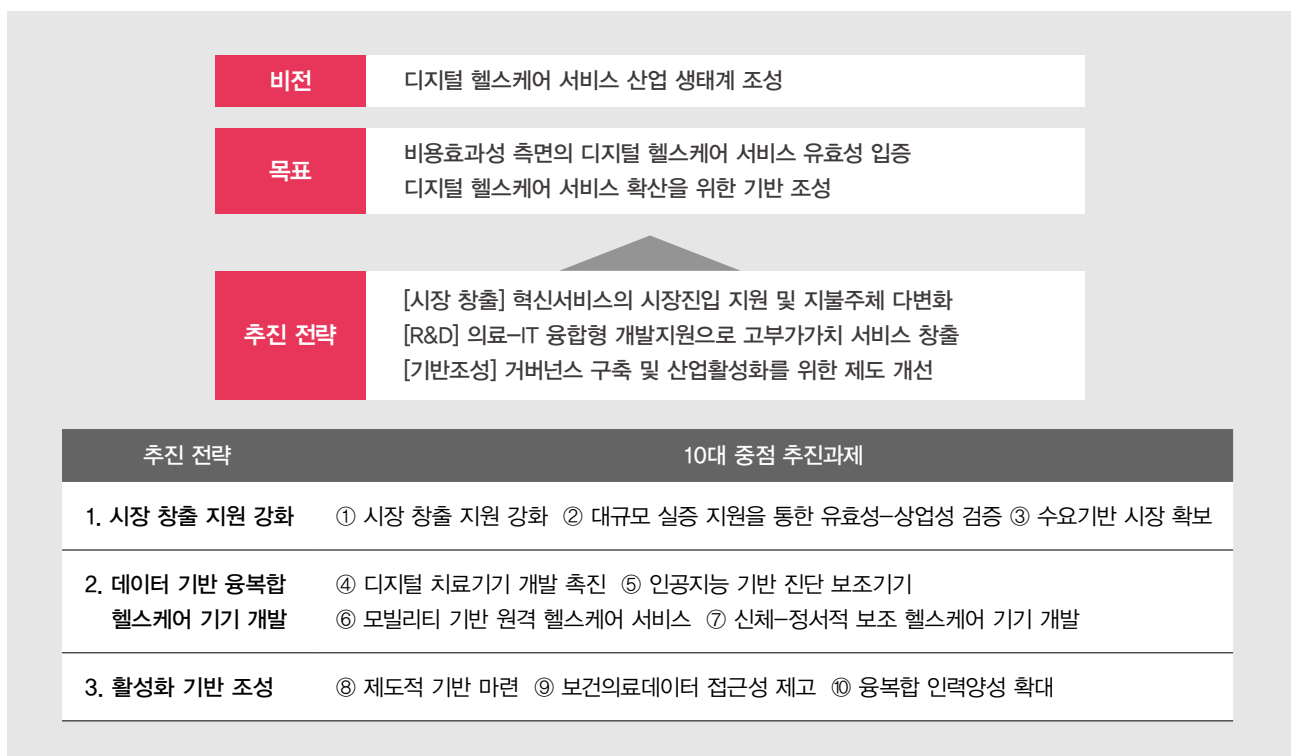 비전
디지털 헬스케어 서비스 산업 생태계 조성
목표
비용효과성 측면의 디지털 헬스케어 서비스 유효성 입증
디지털 헬스케어 서비스 확산을 위한 기반 조성
추진 전략
[시장 창출] 혁신서비스의 시장진입 지원 및 지불주체 다변화
[R&D] 의료-IT 융합형 개발지원으로 고부가가치 서비스 창출
[기반조성] 거버넌스 구축 및 산업활성화를 위한 제도 개선
추진 전략 10대 중점 추진과제
1. 시장 창출 지원 강화 ① 시장 창출 지원 강화 ② 대규모 실증 지원을 통한 유효성-상업성 검증 ③ 수요기반 시장 확보
2. 데이터 기반 융복합 ④ 디지털 치료기기 개발 촉진 ⑤ 인공지능 기반 진단 보조기기
헬스케어 기기 개발 ⑥ 모빌리티 기반 원격 헬스케어 서비스 ⑦ 신체-정서적 보조 헬스케어 기기 개발
3. 활성화 기반 조성 ⑧ 제도적 기반 마련 ⑨ 보건의료데이터 접근성 제고 ⑩ 융복합 인력양성 확대